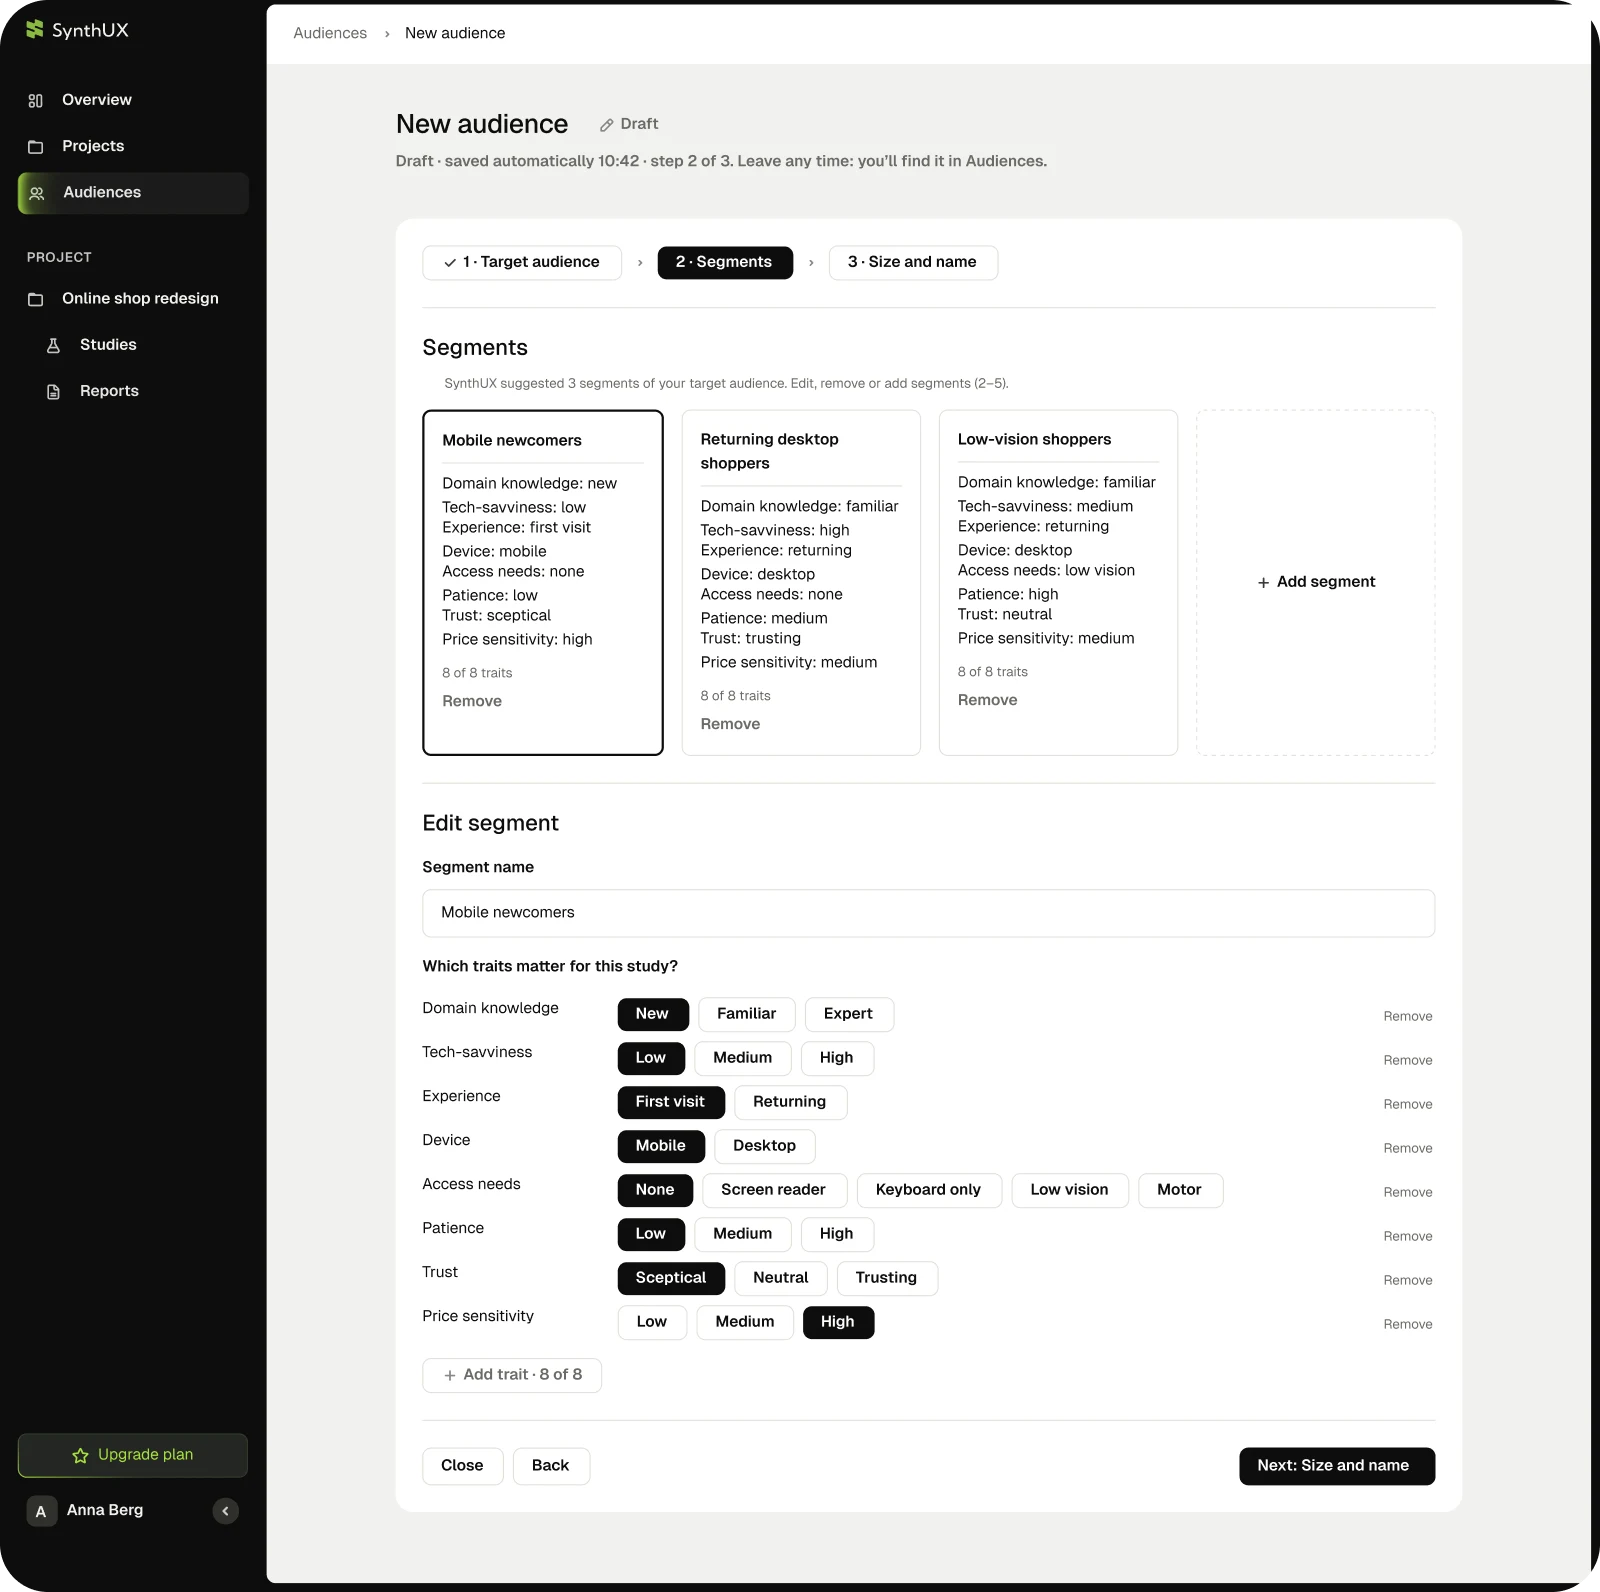 SynthUX
Overview
Projects
Audiences
PROJECT
Online shop redesign
Studies
Reports
Upgrade plan
A Anna Berg
Audiences › New audience
New audience Draft
Draft · saved automatically 10:42 · step 2 of 3. Leave any time: you’ll find it in Audiences.
1 · Target audience › 2 · Segments › 3 · Size and name
Segments
SynthUX suggested 3 segments of your target audience. Edit, remove or add segments (2–5).
Mobile newcomers
Domain knowledge: new
Tech-savviness: low
Experience: first visit
Device: mobile
Access needs: none
Patience: low
Trust: sceptical
Price sensitivity: high
8 of 8 traits
Remove
Returning desktop
shoppers
Domain knowledge: familiar
Tech-savviness: high
Experience: returning
Device: desktop
Access needs: none
Patience: medium
Trust: trusting
Price sensitivity: medium
8 of 8 traits
Remove
Low-vision shoppers
Domain knowledge: familiar
Tech-savviness: medium
Experience: returning
Device: desktop
Access needs: low vision
Patience: high
Trust: neutral
Price sensitivity: medium
8 of 8 traits
Remove
+ Add segment
Edit segment
Segment name
Mobile newcomers
Which traits matter for this study?
Domain knowledge New Familiar Expert Remove
Tech-savviness Low Medium High Remove
Experience First visit Returning Remove
Device Mobile Desktop Remove
Access needs None Screen reader Keyboard only Low vision Motor Remove
Patience Low Medium High Remove
Trust Sceptical Neutral Trusting Remove
Price sensitivity Low Medium High Remove
+ Add trait · 8 of 8
Close Back Next: Size and name